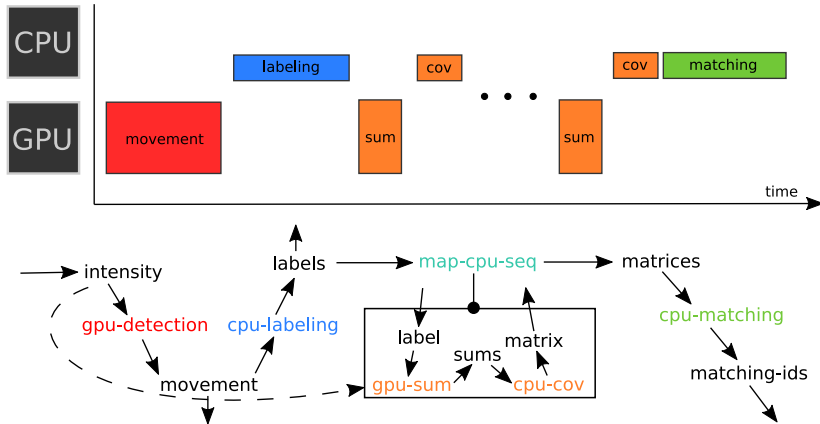 CPU
labeling
cov
cov
matching
GPU
movement
sum
sum
time
labels
map-cpu-seq
matrices
intensity
gpu-detection
cpu-labeling
label
matrix
cpu-matching
sums
movement
gpu-sum
cpu-cov
matching-ids